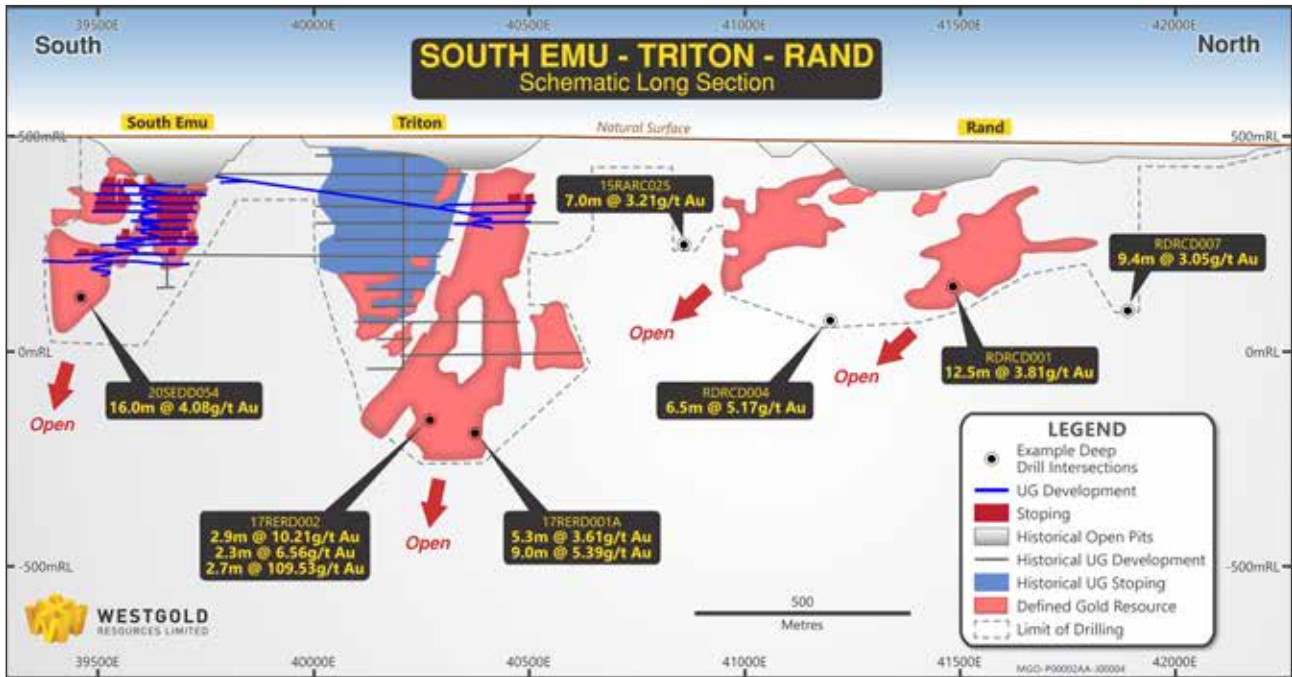 39500E 40000E 40500E 41000E 41500E 42000E
South
North
SOUTH EMU - TRITON - RAND
Schematic Long Section
South Emu
Triton
Natural Surface
Rand
500mRL
500mRL
15RARC025
7.0m @ 3.21g/t Au
RDRCD007
9.4m @ 3.05g/t Au
Open
0mRL
0mRL
20SEDD054
16.0m @ 4.08g/t Au
RDRCD004
6.5m @ 5.17g/t Au
Open
RDRCD001
12.5m @ 3.81g/t Au
Open
17RERD002
2.9m @ 10.21g/t Au
2.3m @ 6.56g/t Au
2.7m @ 109.53g/t Au
Open
17RERD001A
5.3m @ 3.61g/t Au
9.0m @ 5.39g/t Au
-500mRL
-500mRL
LEGEND
Example Deep
Drill Intersections
UG Development
Stoping
Historical Open Pits
Historical UG Development
Historical UG Stoping
Defined Gold Resource
Limit of Drilling
500
Metres
WESTGOLD
RESOURCES LIMITED
MGO-P00002AA-J00004
39500E 40000E 40500E 41000E 41500E 42000E